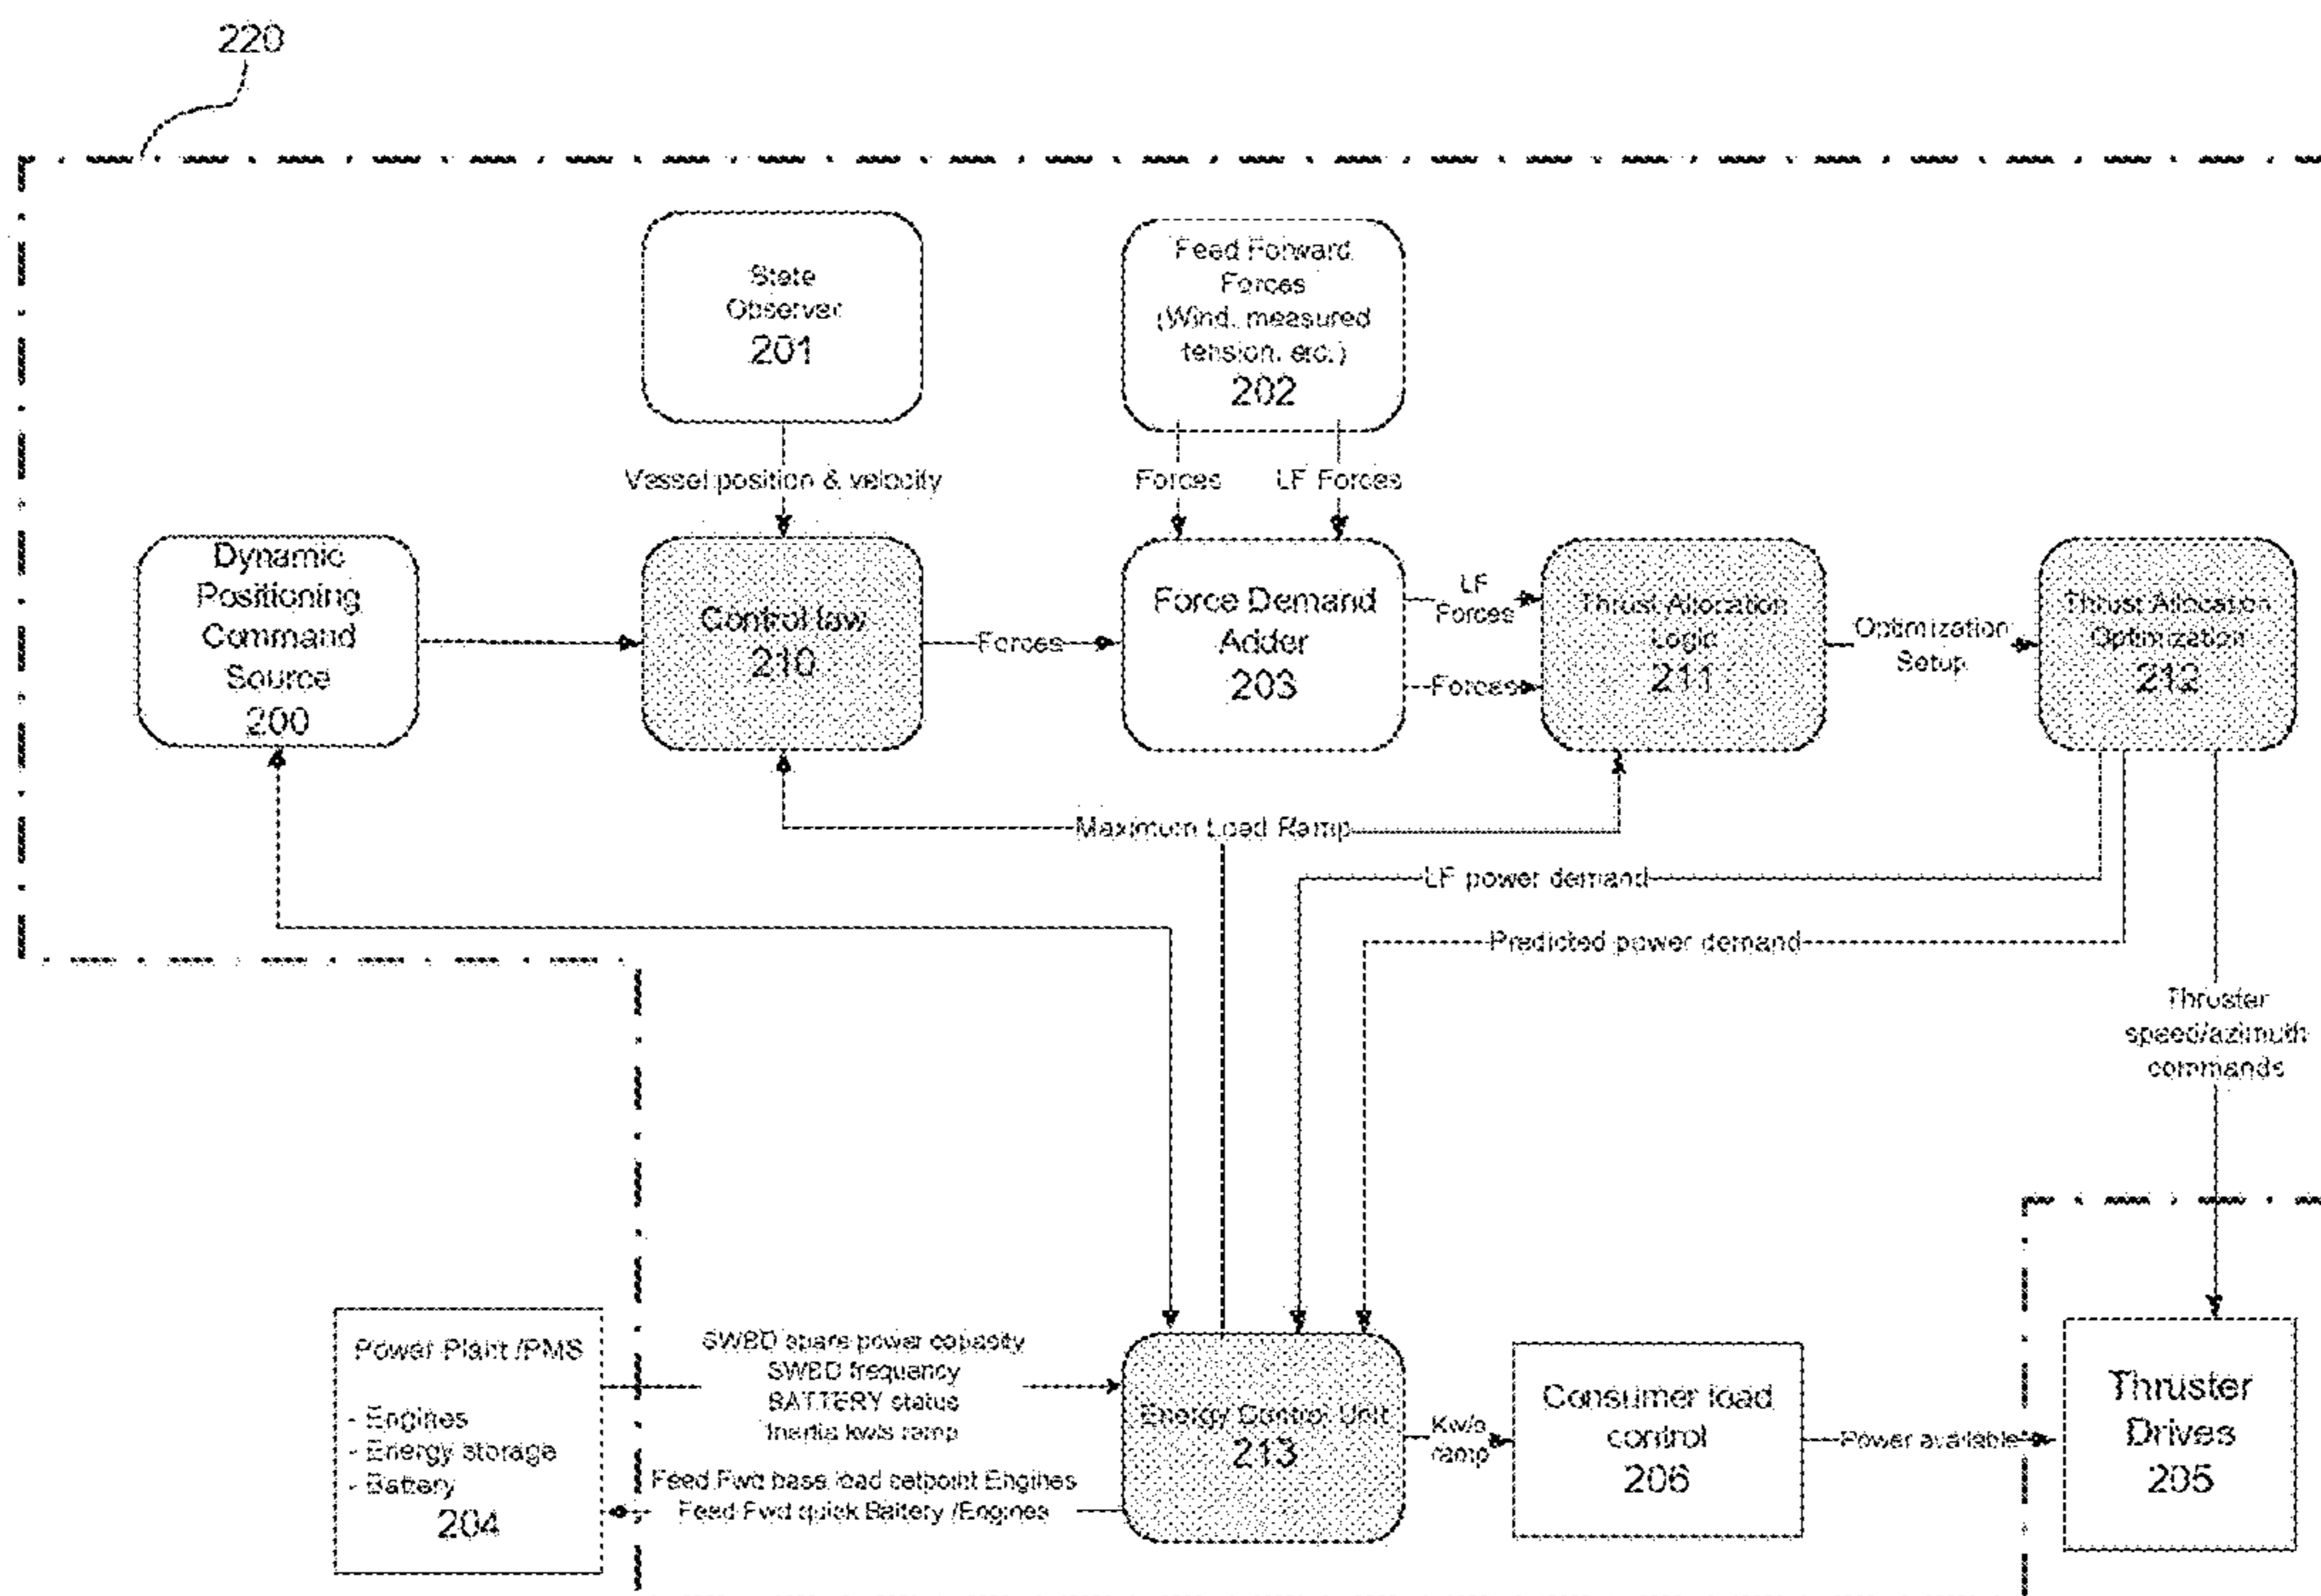 220
State
Observer
201
Feed Forward
Forces
(Wind, measured
tension, etc.)
202
Vessel position & velocity
Forces
LF Forces
Dynamic
Positioning
Command
Source
200
Control law
210
Forces
Force Demand
Adder
203
LF
Forces
Forces
Thrust Allocation
Logic
211
Optimization
Setup
Thrust Allocation
Optimization
212
Maximum Load Ramp
LF power demand
Predicted power demand
Thruster
speed/azimuth
commands
Power Plant /PMS
- Engines
- Energy storage
- Battery
204
SWBD spare power capacity
SWBD frequency
BATTERY status
Inertia kw/s ramp
Feed Fwd base load setpoint Engines
Feed Fwd quick Battery /Engines
Energy Control Unit
213
Kw/s
ramp
Consumer load
control
206
Power available
Thruster
Drives
205